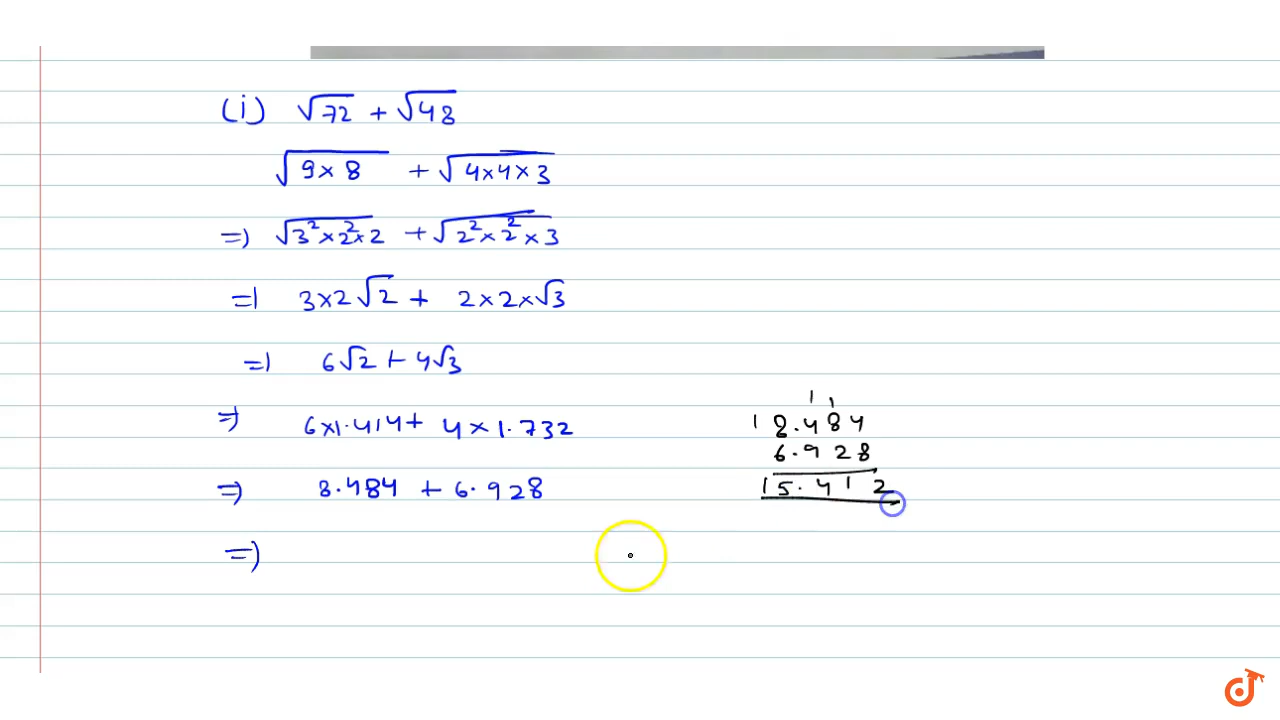 (i) √72 + √48
√9×8 + √4×4×3
=) √3²×2²×2 + √2²×2²×3
=) 3×2√2 + 2×2×√3
=) 6√2 + 4√3
=) 6×1.414 + 4×1.732
=) 8.484 + 6.928
=)
1 1
1 8.484
6.928
15.412